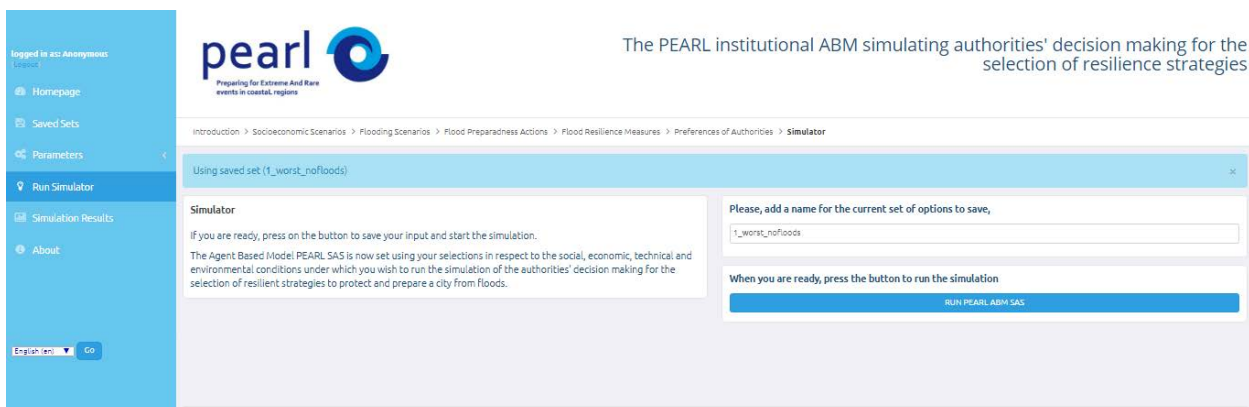 logged in as: Anonymous
(Logout)
Homepage
Saved Sets
Parameters
Run Simulator
Simulation Results
About
English (en)
Go
pearl
Preparing for Extreme And Rare
events in coastaL regions
The PEARL institutional ABM simulating authorities' decision making for the
selection of resilience strategies
Introduction > Socioeconomic Scenarios > Flooding Scenarios > Flood Preparadness Actions > Flood Resilience Measures > Preferences of Authorities > Simulator
Using saved set (1_worst_nofloods)
×
Simulator
If you are ready, press on the button to save your input and start the simulation.
The Agent Based Model PEARL SAS is now set using your selections in respect to the social, economic, technical and
environmental conditions under which you wish to run the simulation of the authorities' decision making for the
selection of resilient strategies to protect and prepare a city from floods.
Please, add a name for the current set of options to save,
1_worst_nofloods
When you are ready, press the button to run the simulation
RUN PEARL ABM SAS